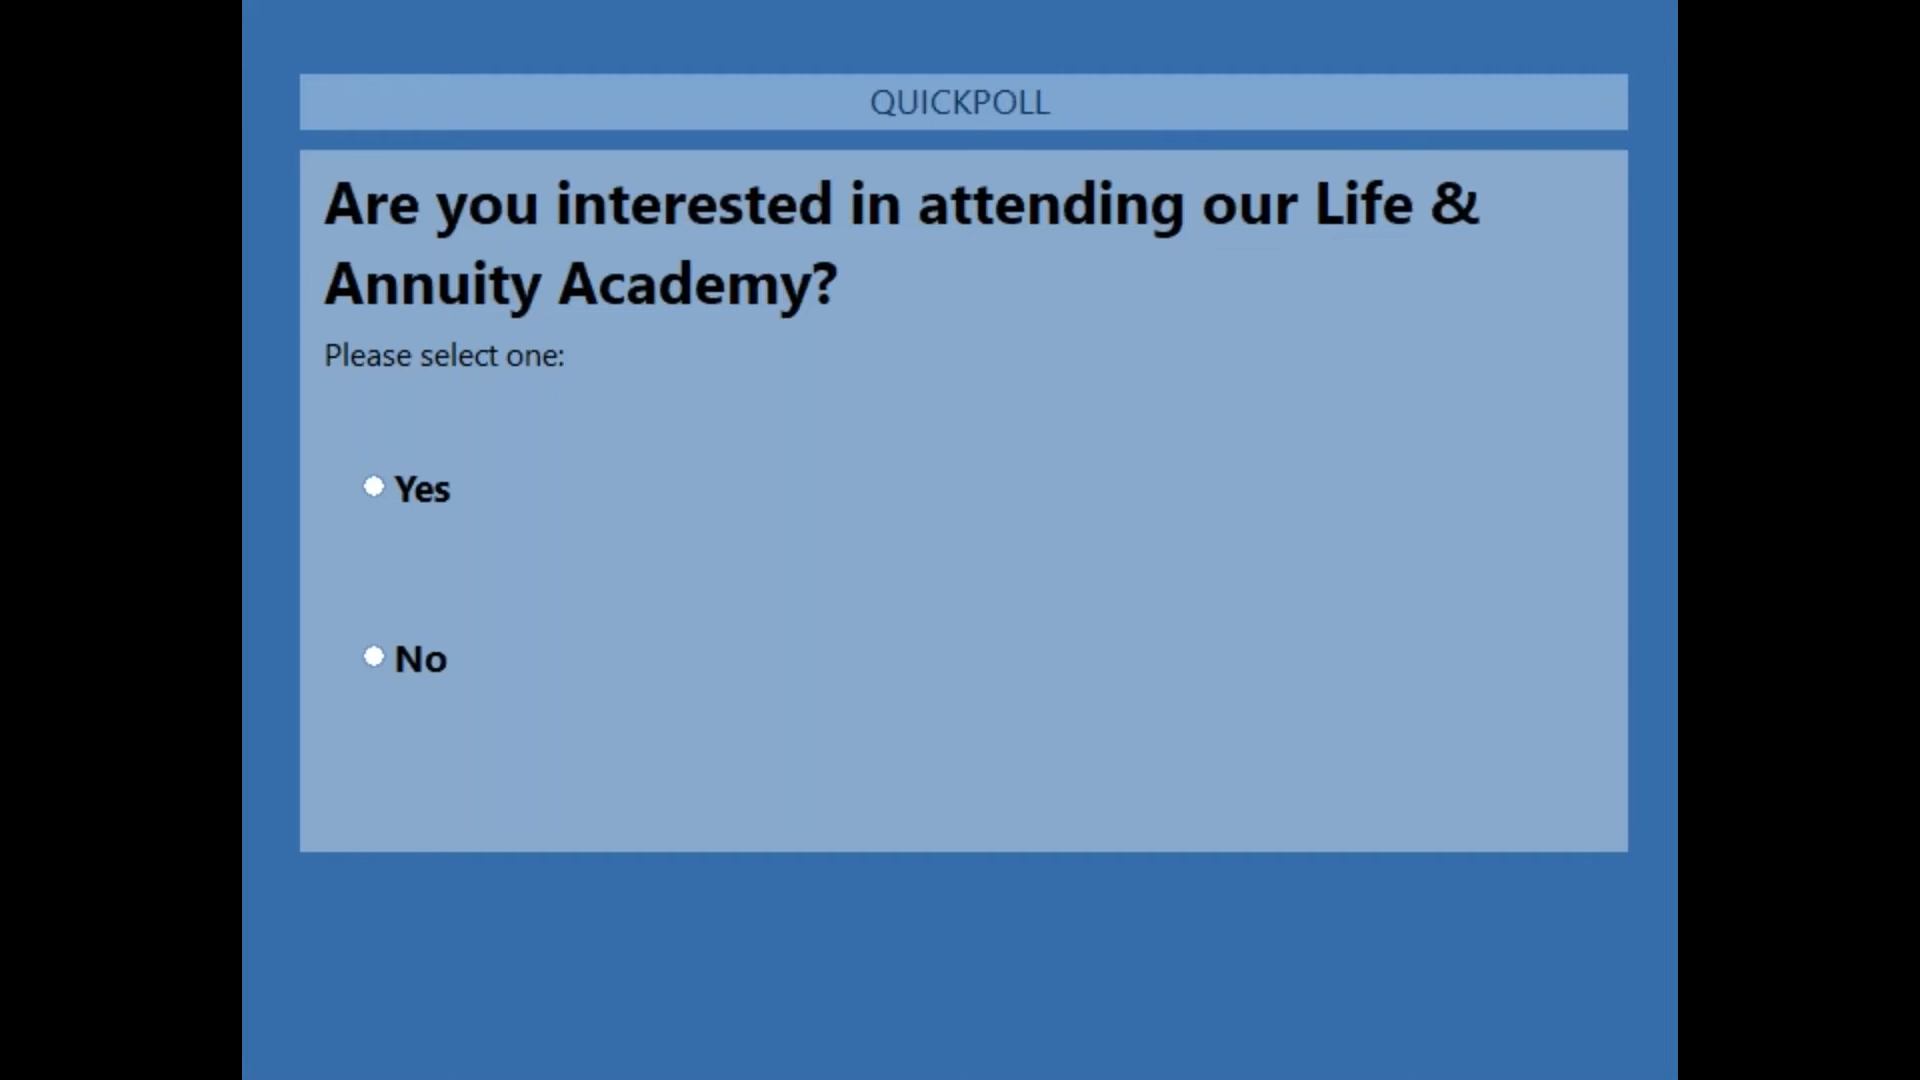 QUICKPOLL
Are you interested in attending our Life &
Annuity Academy?
Please select one:
Yes
No